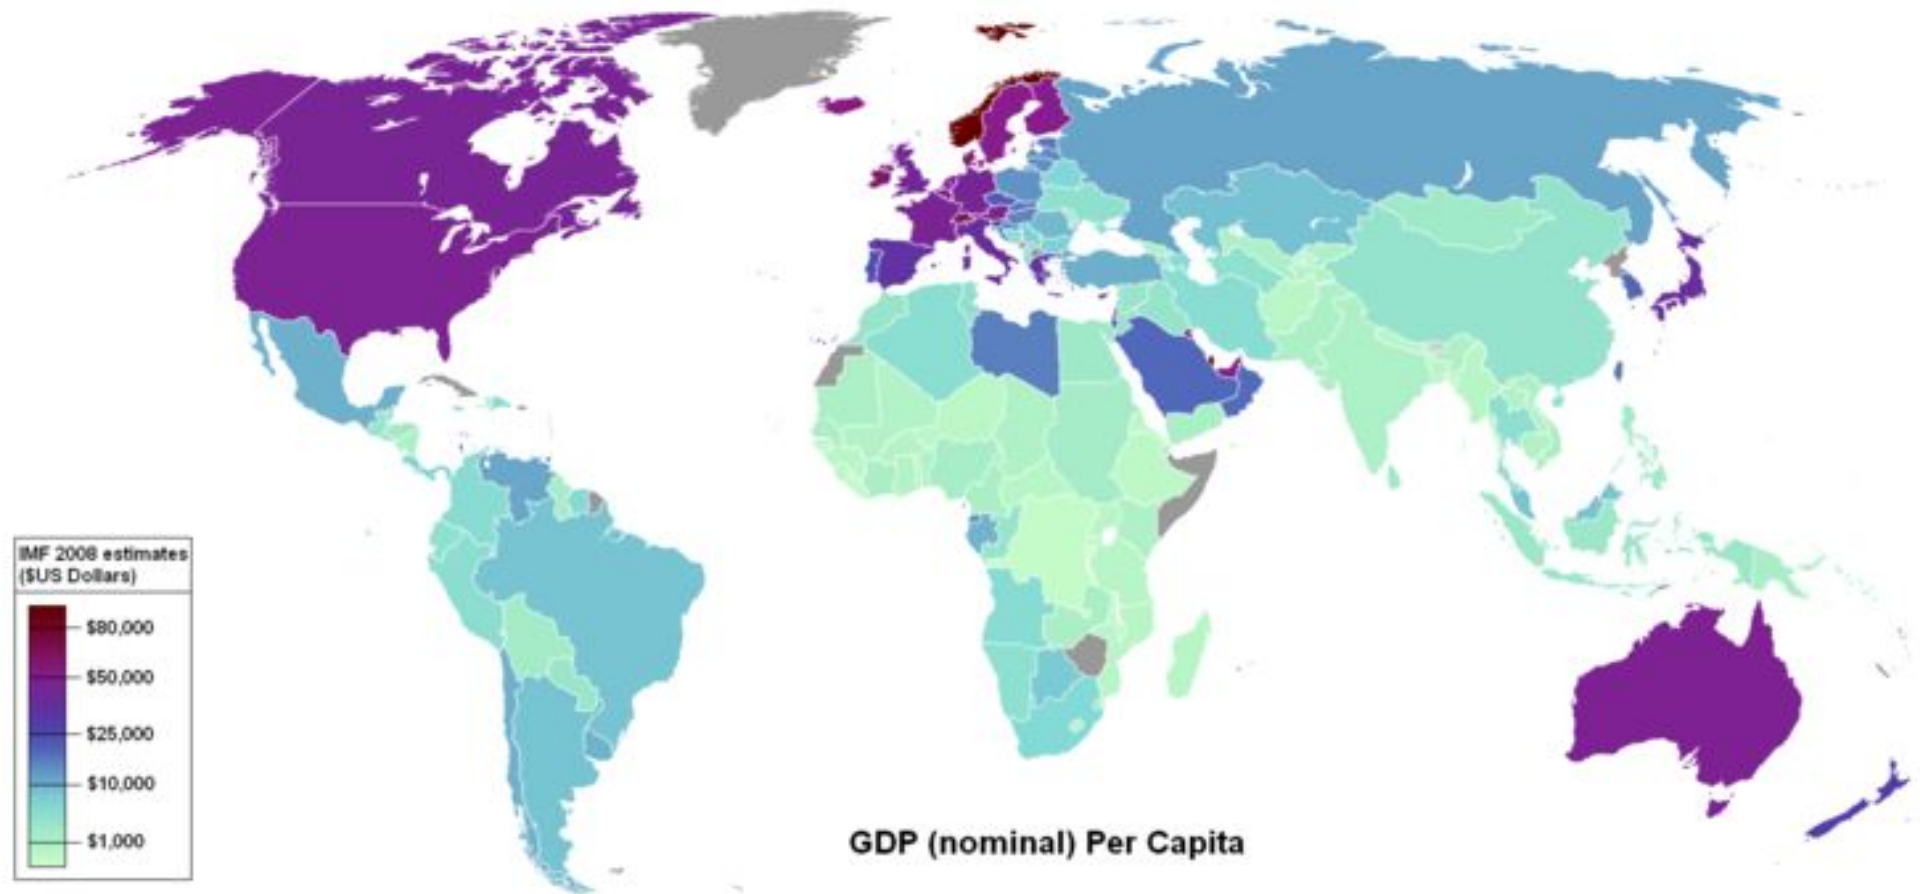 IMF 2008 estimates
($US Dollars)
$80,000
$50,000
$25,000
$10,000
$1,000
GDP (nominal) Per Capita